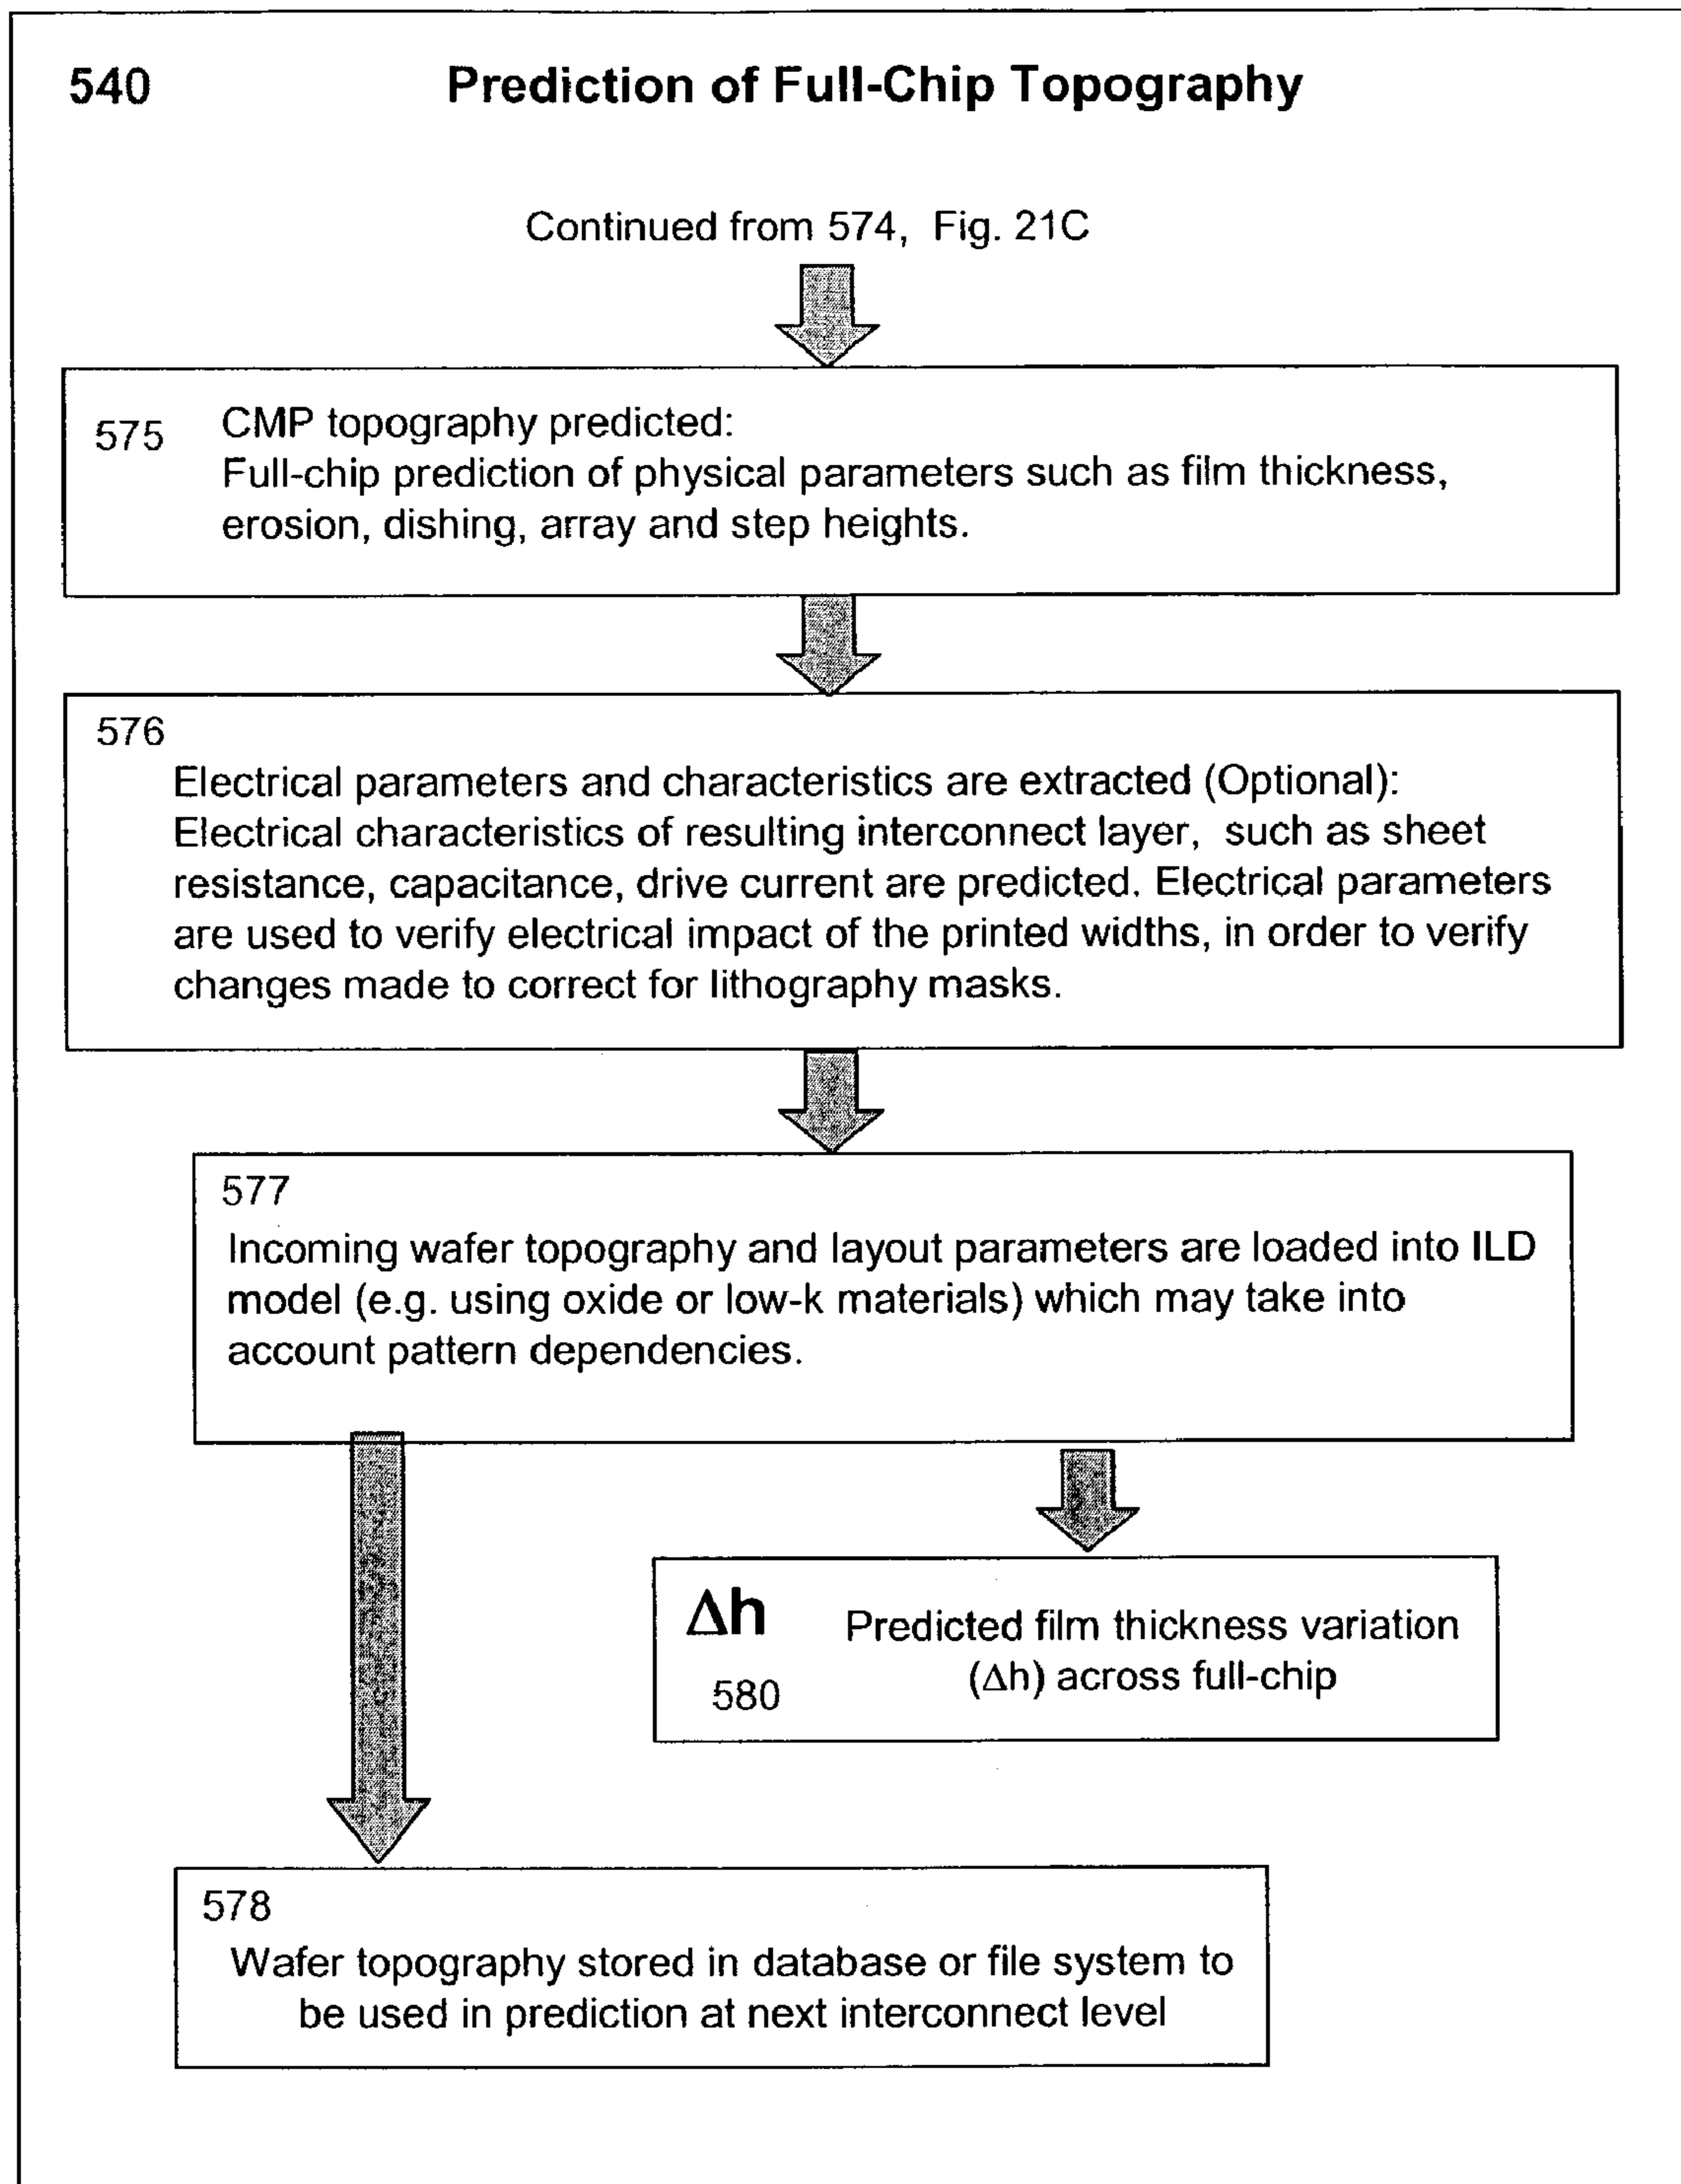 540 Prediction of Full-Chip Topography
Continued from 574, Fig. 21C
575 CMP topography predicted:
Full-chip prediction of physical parameters such as film thickness,
erosion, dishing, array and step heights.
576
Electrical parameters and characteristics are extracted (Optional):
Electrical characteristics of resulting interconnect layer, such as sheet
resistance, capacitance, drive current are predicted. Electrical parameters
are used to verify electrical impact of the printed widths, in order to verify
changes made to correct for lithography masks.
577
Incoming wafer topography and layout parameters are loaded into ILD
model (e.g. using oxide or low-k materials) which may take into
account pattern dependencies.
Δh Predicted film thickness variation
580 (Δh) across full-chip
578
Wafer topography stored in database or file system to
be used in prediction at next interconnect level